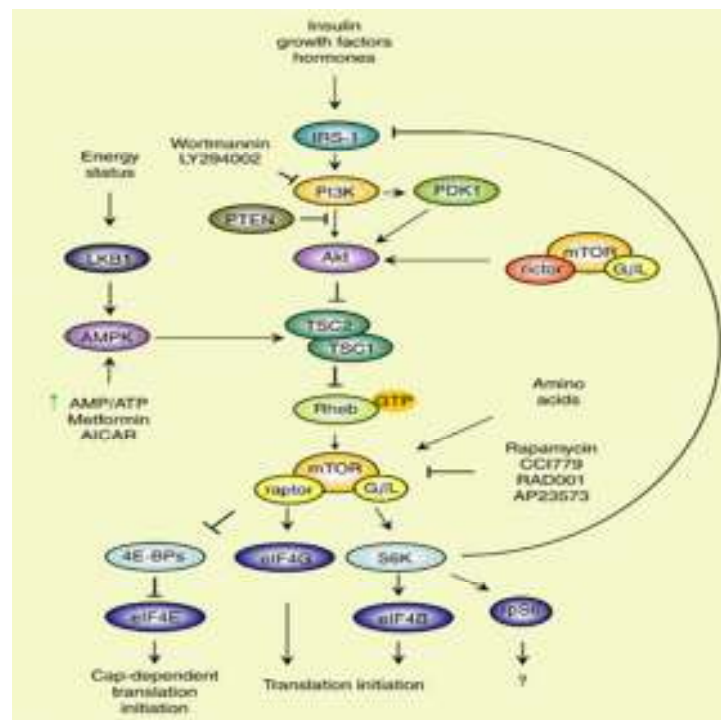 Insulin
growth factors
hormones
IRS-1
Wortmannin
LY294002
Energy
status
PI3K
PDK1
PTEN
LKB1
Akt
mTOR
rictor
GβL
AMPK
TSC2
TSC1
↑ AMP/ATP
Metformin
AICAR
Rheb
GTP
Amino
acids
mTOR
raptor
GβL
Rapamycin
CCI779
RAD001
AP23573
4E-BPs
eIF4G
S6K
eIF4E
eIF4B
Cap-dependent
translation
initiation
Translation initiation
?